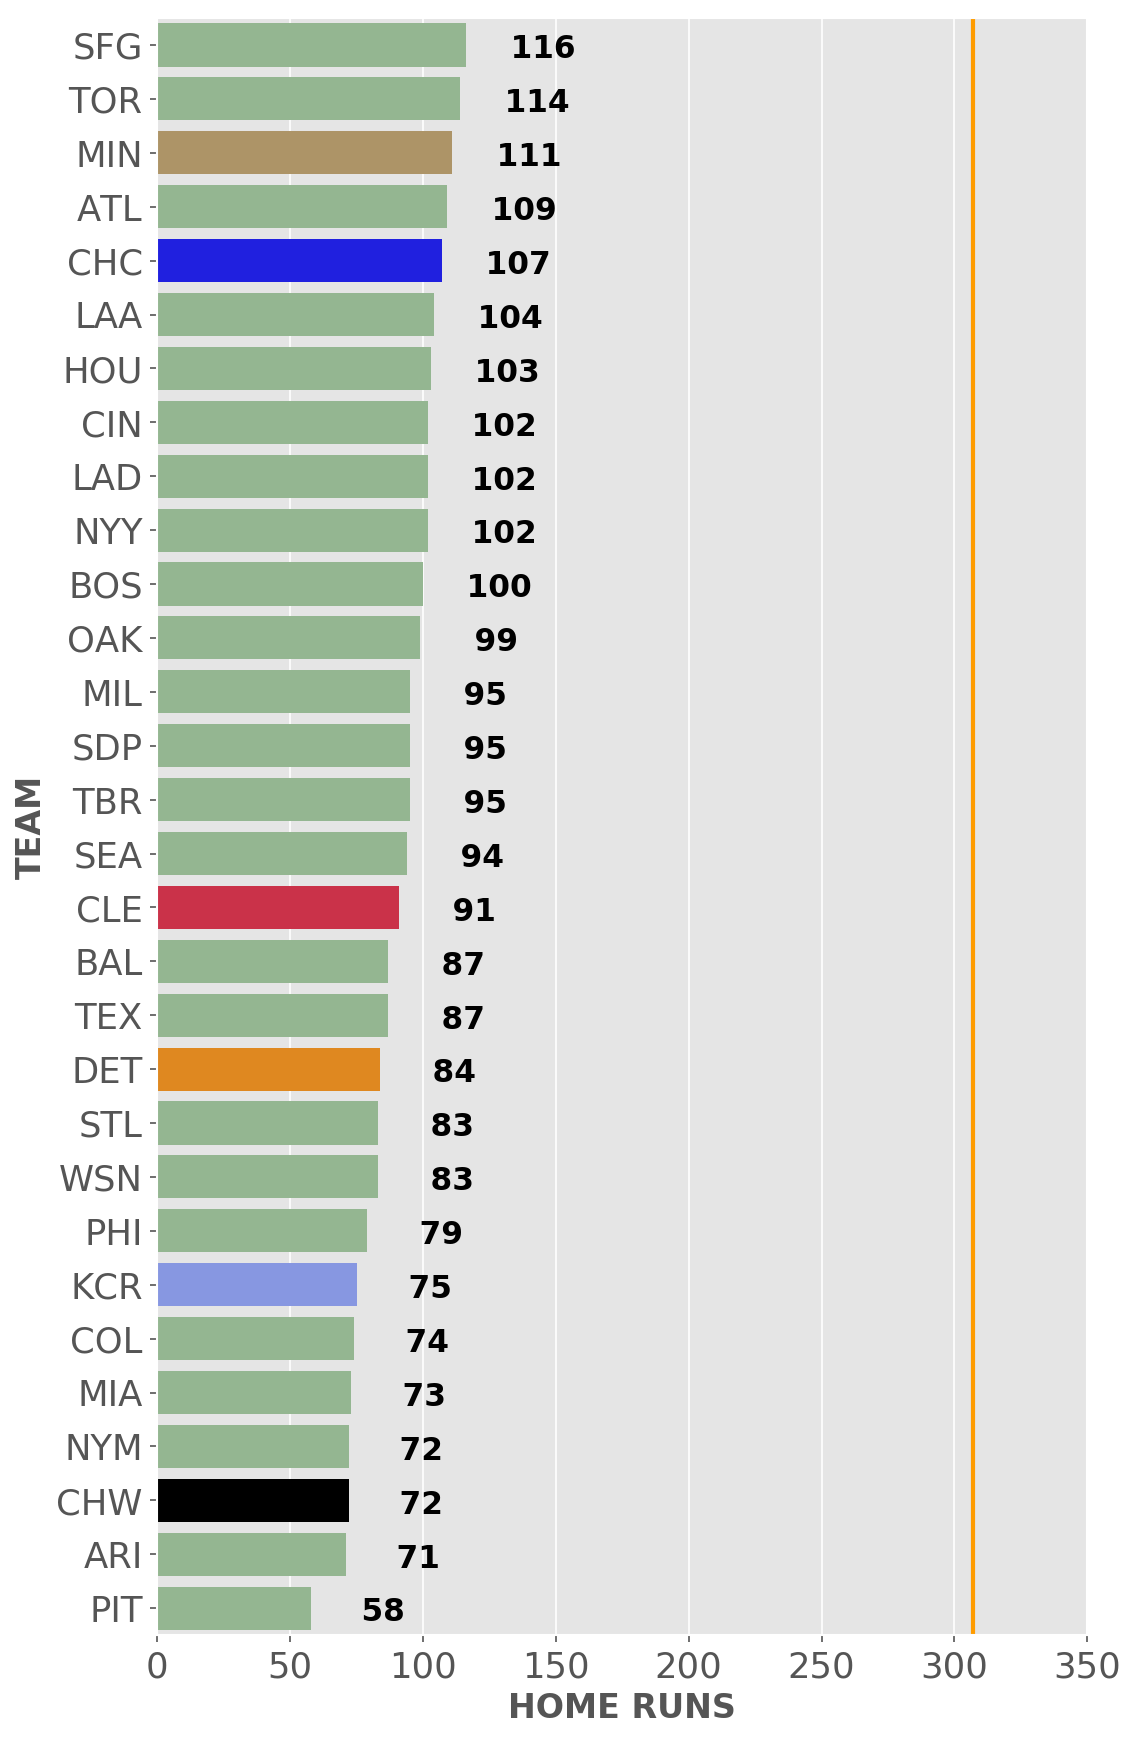 SFG 116
TOR 114
MIN 111
ATL 109
CHC 107
LAA 104
HOU 103
CIN 102
LAD 102
NYY 102
BOS 100
OAK 99
MIL 95
SDP 95
TBR 95
SEA 94
CLE 91
BAL 87
TEX 87
DET 84
STL 83
WSN 83
PHI 79
KCR 75
COL 74
MIA 73
NYM 72
CHW 72
ARI 71
PIT 58
TEAM
0 50 100 150 200 250 300 350
HOME RUNS